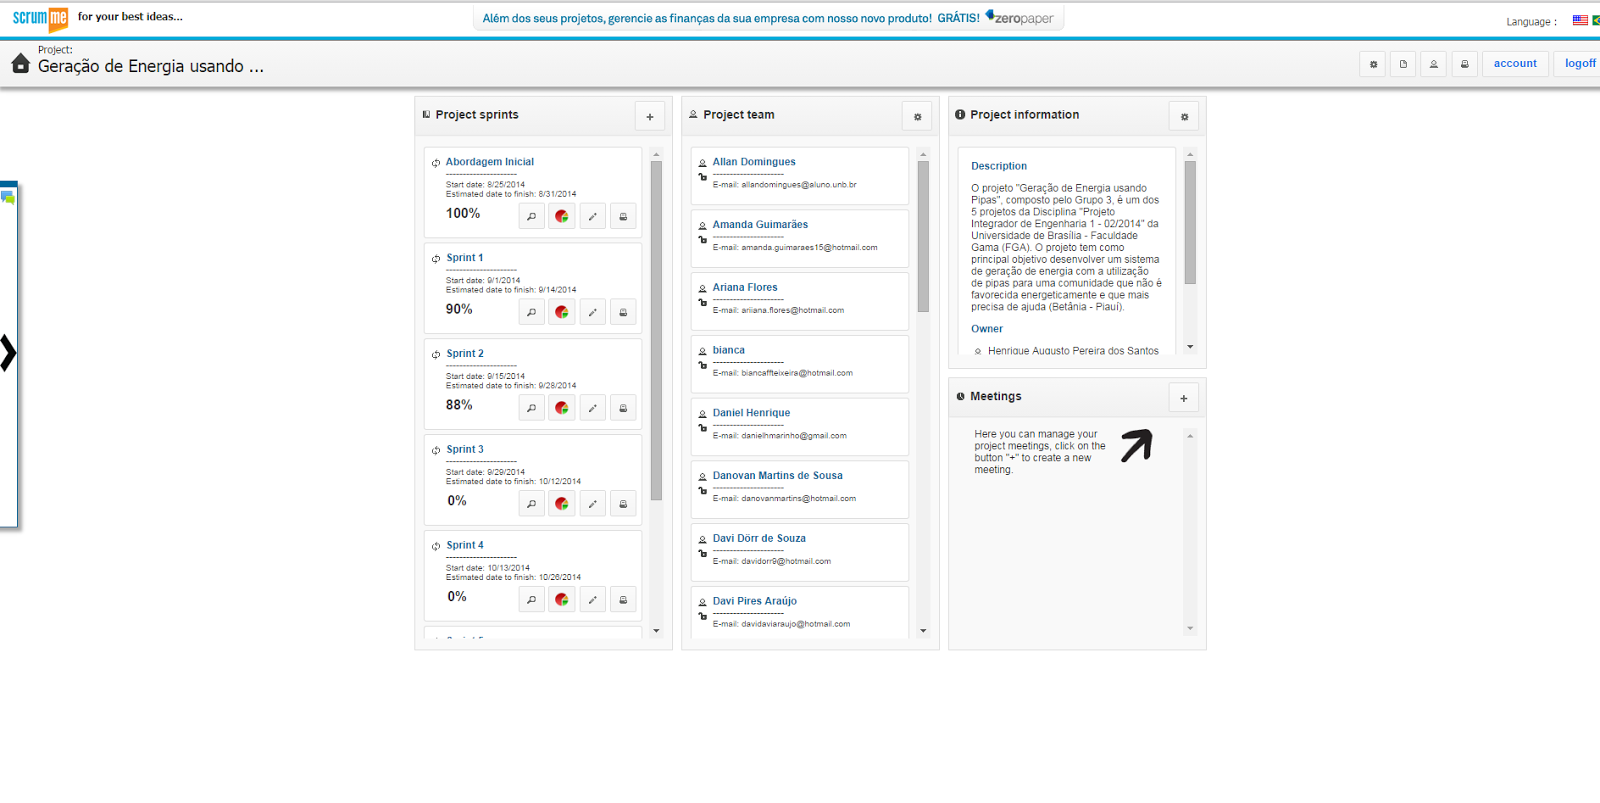 scrum me
for your best ideas...
Além dos seus projetos, gerencie as finanças da sua empresa com nosso novo produto! GRÁTIS! zeropaper
Language :
Project:
Geração de Energia usando ...
account
logoff
Project sprints
+
Abordagem Inicial
----------------------
Start date: 8/25/2014
Estimated date to finish: 8/31/2014
100%
Sprint 1
----------------------
Start date: 9/1/2014
Estimated date to finish: 9/14/2014
90%
Sprint 2
----------------------
Start date: 9/15/2014
Estimated date to finish: 9/28/2014
88%
Sprint 3
----------------------
Start date: 9/29/2014
Estimated date to finish: 10/12/2014
0%
Sprint 4
----------------------
Start date: 10/13/2014
Estimated date to finish: 10/26/2014
0%
Project team
Allan Domingues
----------------------
E-mail: allandomingues@aluno.unb.br
Amanda Guimarães
----------------------
E-mail: amanda.guimaraes15@hotmail.com
Ariana Flores
----------------------
E-mail: ariiana.flores@hotmail.com
bianca
----------------------
E-mail: biancaffteixeira@hotmail.com
Daniel Henrique
----------------------
E-mail: danielhmarinho@gmail.com
Danovan Martins de Sousa
----------------------
E-mail: danovanmartins@hotmail.com
Davi Dörr de Souza
----------------------
E-mail: davidorr9@hotmail.com
Davi Pires Araújo
----------------------
E-mail: davidaviaraujo@hotmail.com
Project information
Description
O projeto "Geração de Energia usando
Pipas", composto pelo Grupo 3, é um dos
5 projetos da Disciplina "Projeto
Integrador de Engenharia 1 - 02/2014" da
Universidade de Brasília - Faculdade
Gama (FGA). O projeto tem como
principal objetivo desenvolver um sistema
de geração de energia com a utilização
de pipas para uma comunidade que não é
favorecida energeticamente e que mais
precisa de ajuda (Betânia - Piauí).
Owner
Henrique Augusto Pereira dos Santos
Meetings
+
Here you can manage your
project meetings, click on the
button "+" to create a new
meeting.